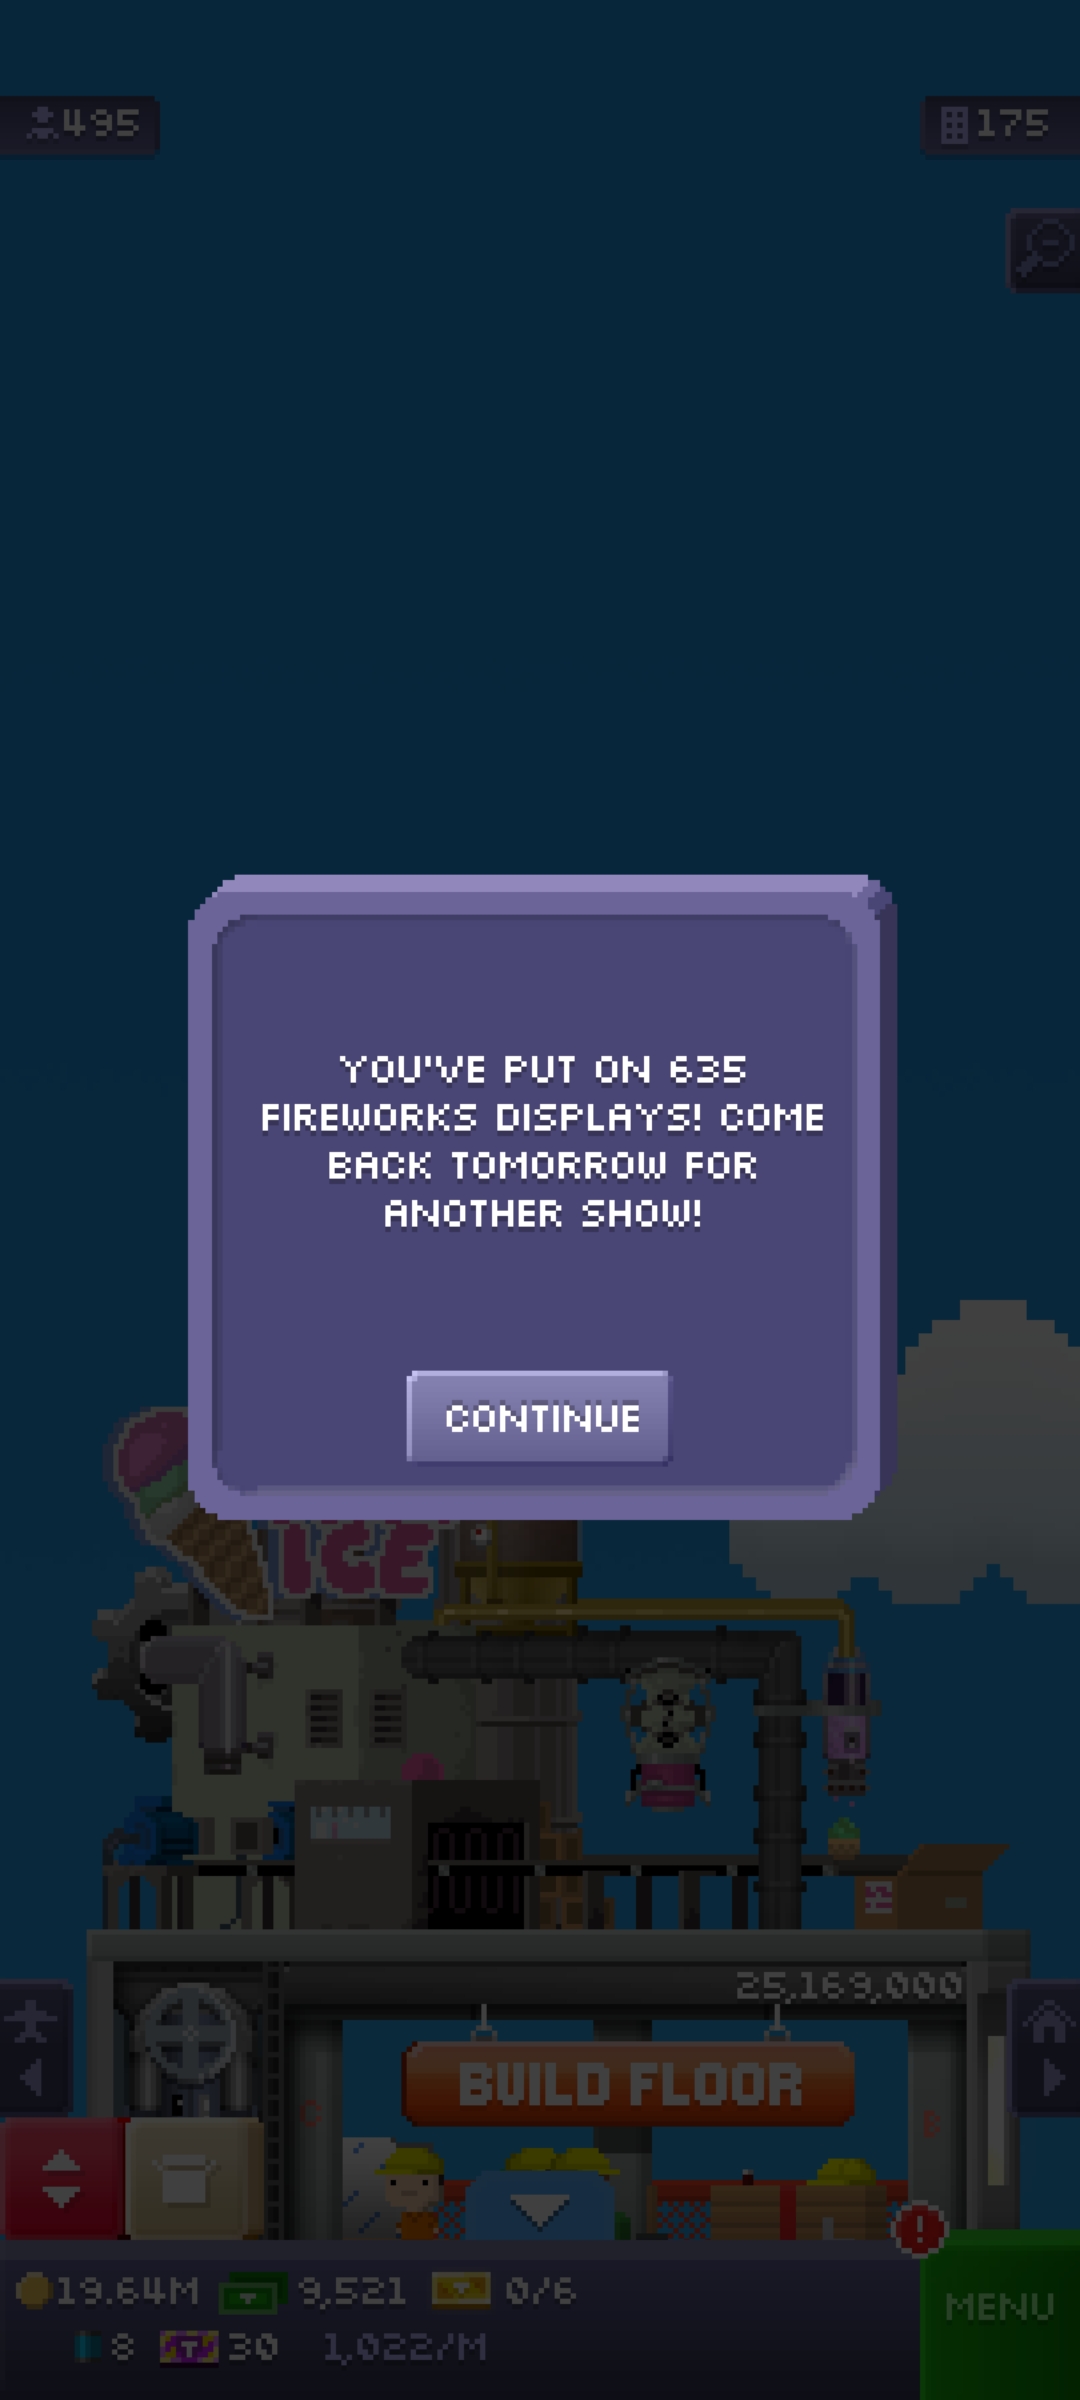 495
175
YOU'VE PUT ON 635
FIREWORKS DISPLAYS! COME
BACK TOMORROW FOR
ANOTHER SHOW!
CONTINUE
ICE
25,169,000
BUILD FLOOR
19.64M 9,521 0/6
MENU
8 30 1,022/M